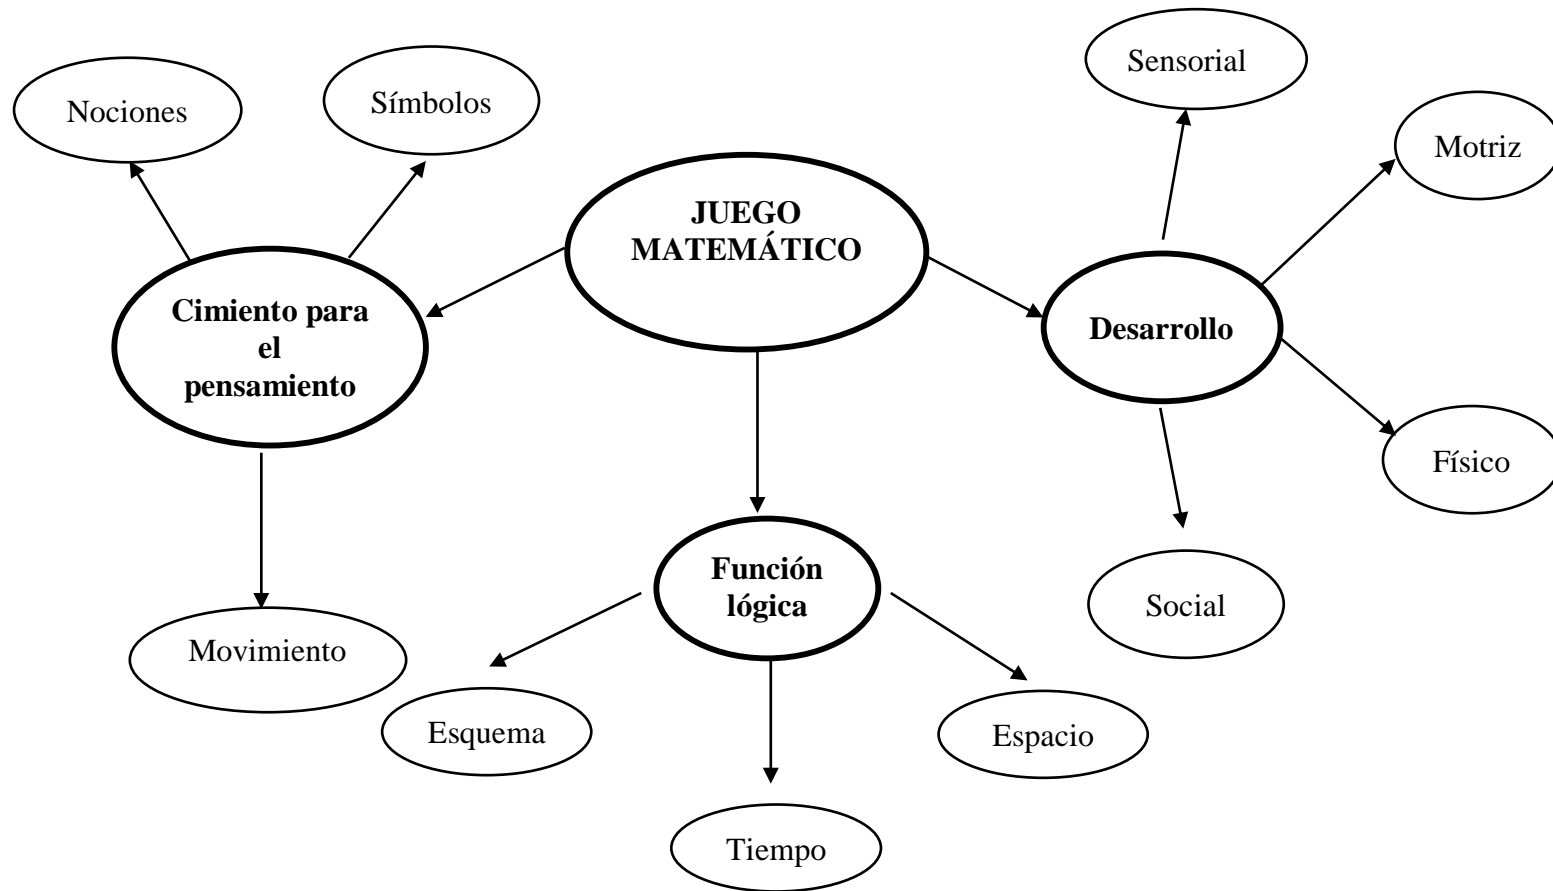 Sensorial
Nociones
Símbolos
Motriz
JUEGO
MATEMÁTICO
Cimiento para
el
pensamiento
Desarrollo
Físico
Función
lógica
Social
Movimiento
Esquema
Espacio
Tiempo